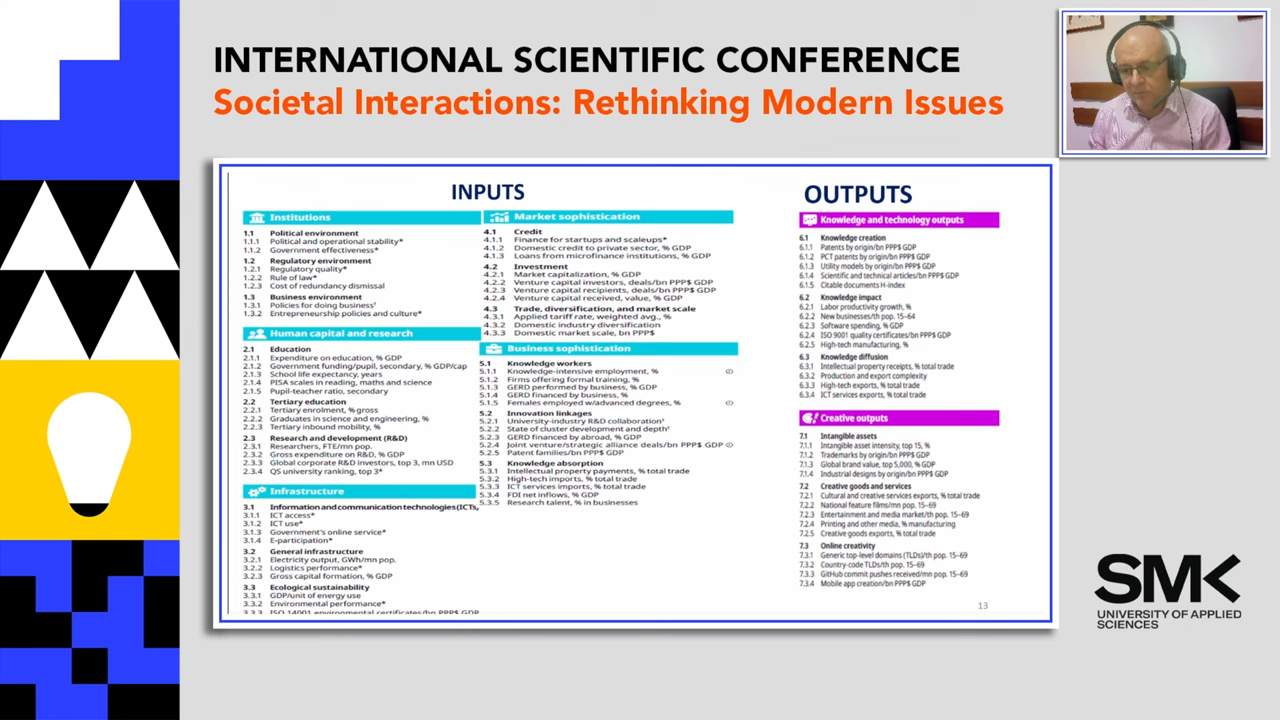 INTERNATIONAL SCIENTIFIC CONFERENCE
Societal Interactions: Rethinking Modern Issues
INPUTS
Institutions
1.1 Political environment
1.1.1 Political and operational stability*
1.1.2 Government effectiveness*
1.2 Regulatory environment
1.2.1 Regulatory quality*
1.2.2 Rule of law*
1.2.3 Cost of redundancy dismissal
1.3 Business environment
1.3.1 Policies for doing business†
1.3.2 Entrepreneurship policies and culture*
Human capital and research
2.1 Education
2.1.1 Expenditure on education, % GDP
2.1.2 Government funding/pupil, secondary, % GDP/cap
2.1.3 School life expectancy, years
2.1.4 PISA scales in reading, maths and science
2.1.5 Pupil-teacher ratio, secondary
2.2 Tertiary education
2.2.1 Tertiary enrolment, % gross
2.2.2 Graduates in science and engineering, %
2.2.3 Tertiary inbound mobility, %
2.3 Research and development (R&D)
2.3.1 Researchers, FTE/mn pop.
2.3.2 Gross expenditure on R&D, % GDP
2.3.3 Global corporate R&D investors, top 3, mn USD
2.3.4 QS university ranking, top 3*
Infrastructure
3.1 Information and communication technologies (ICTs,
3.1.1 ICT access*
3.1.2 ICT use*
3.1.3 Government's online service*
3.1.4 E-participation*
3.2 General infrastructure
3.2.1 Electricity output, GWh/mn pop.
3.2.2 Logistics performance*
3.2.3 Gross capital formation, % GDP
3.3 Ecological sustainability
3.3.1 GDP/unit of energy use
3.3.2 Environmental performance*
3.3.3 ISO 14001 environmental certificates/bn PPP$ GDP
Market sophistication
4.1 Credit
4.1.1 Finance for startups and scaleups*
4.1.2 Domestic credit to private sector, % GDP
4.1.3 Loans from microfinance institutions, % GDP
4.2 Investment
4.2.1 Market capitalization, % GDP
4.2.2 Venture capital investors, deals/bn PPP$ GDP
4.2.3 Venture capital recipients, deals/bn PPP$ GDP
4.2.4 Venture capital received, value, % GDP
4.3 Trade, diversification, and market scale
4.3.1 Applied tariff rate, weighted avg., %
4.3.2 Domestic industry diversification
4.3.3 Domestic market scale, bn PPP$
Business sophistication
5.1 Knowledge workers
5.1.1 Knowledge-intensive employment, %
5.1.2 Firms offering formal training, %
5.1.3 GERD performed by business, % GDP
5.1.4 GERD financed by business, %
5.1.5 Females employed w/advanced degrees, %
5.2 Innovation linkages
5.2.1 University-industry R&D collaboration†
5.2.2 State of cluster development and depth†
5.2.3 GERD financed by abroad, % GDP
5.2.4 Joint venture/strategic alliance deals/bn PPP$ GDP
5.2.5 Patent families/bn PPP$ GDP
5.3 Knowledge absorption
5.3.1 Intellectual property payments, % total trade
5.3.2 High-tech imports, % total trade
5.3.3 ICT services imports, % total trade
5.3.4 FDI net inflows, % GDP
5.3.5 Research talent, % in businesses
OUTPUTS
Knowledge and technology outputs
6.1 Knowledge creation
6.1.1 Patents by origin/bn PPP$ GDP
6.1.2 PCT patents by origin/bn PPP$ GDP
6.1.3 Utility models by origin/bn PPP$ GDP
6.1.4 Scientific and technical articles/bn PPP$ GDP
6.1.5 Citable documents H-index
6.2 Knowledge impact
6.2.1 Labor productivity growth, %
6.2.2 New businesses/th pop. 15–64
6.2.3 Software spending, % GDP
6.2.4 ISO 9001 quality certificates/bn PPP$ GDP
6.2.5 High-tech manufacturing, %
6.3 Knowledge diffusion
6.3.1 Intellectual property receipts, % total trade
6.3.2 Production and export complexity
6.3.3 High-tech exports, % total trade
6.3.4 ICT services exports, % total trade
Creative outputs
7.1 Intangible assets
7.1.1 Intangible asset intensity, top 15, %
7.1.2 Trademarks by origin/bn PPP$ GDP
7.1.3 Global brand value, top 5,000, % GDP
7.1.4 Industrial designs by origin/bn PPP$ GDP
7.2 Creative goods and services
7.2.1 Cultural and creative services exports, % total trade
7.2.2 National feature films/mn pop. 15–69
7.2.3 Entertainment and media market/th pop. 15–69
7.2.4 Printing and other media, % manufacturing
7.2.5 Creative goods exports, % total trade
7.3 Online creativity
7.3.1 Generic top-level domains (TLDs)/th pop. 15–69
7.3.2 Country-code TLDs/th pop. 15–69
7.3.3 GitHub commit pushes received/mn pop. 15–69
7.3.4 Mobile app creation/bn PPP$ GDP
13
SMK
UNIVERSITY OF APPLIED
SCIENCES